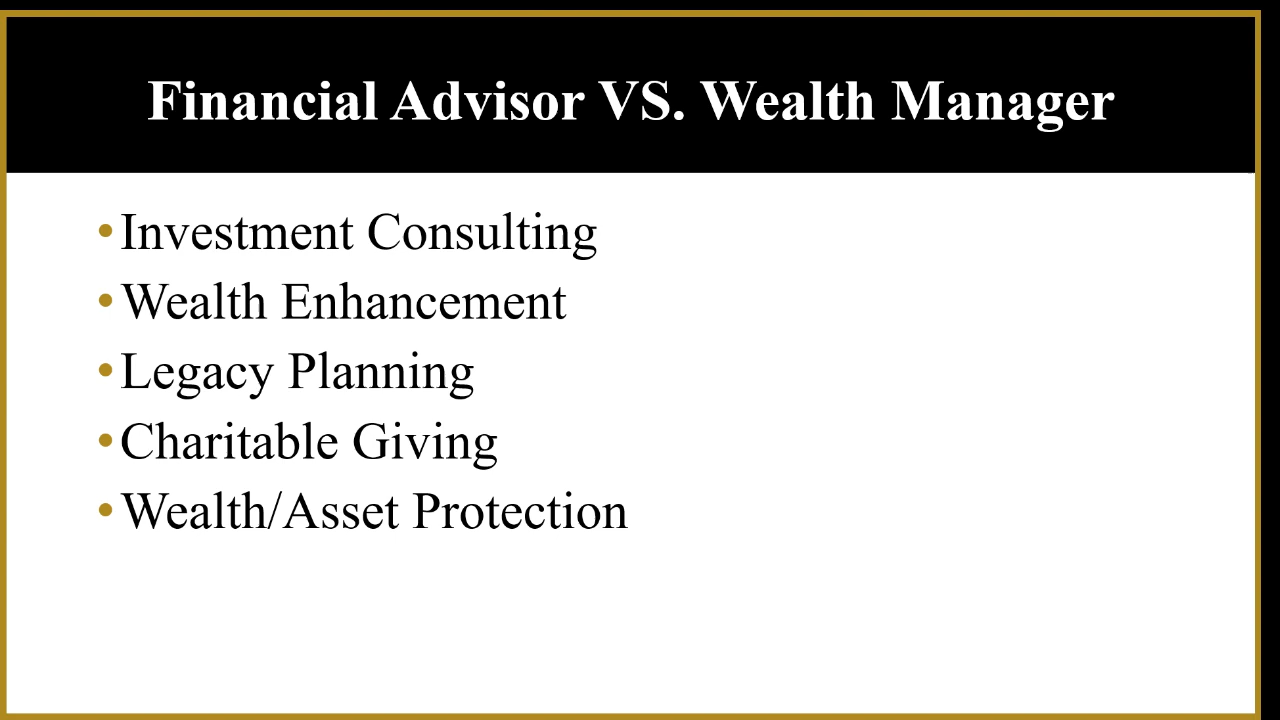 Financial Advisor VS. Wealth Manager
•Investment Consulting
•Wealth Enhancement
•Legacy Planning
•Charitable Giving
•Wealth/Asset Protection